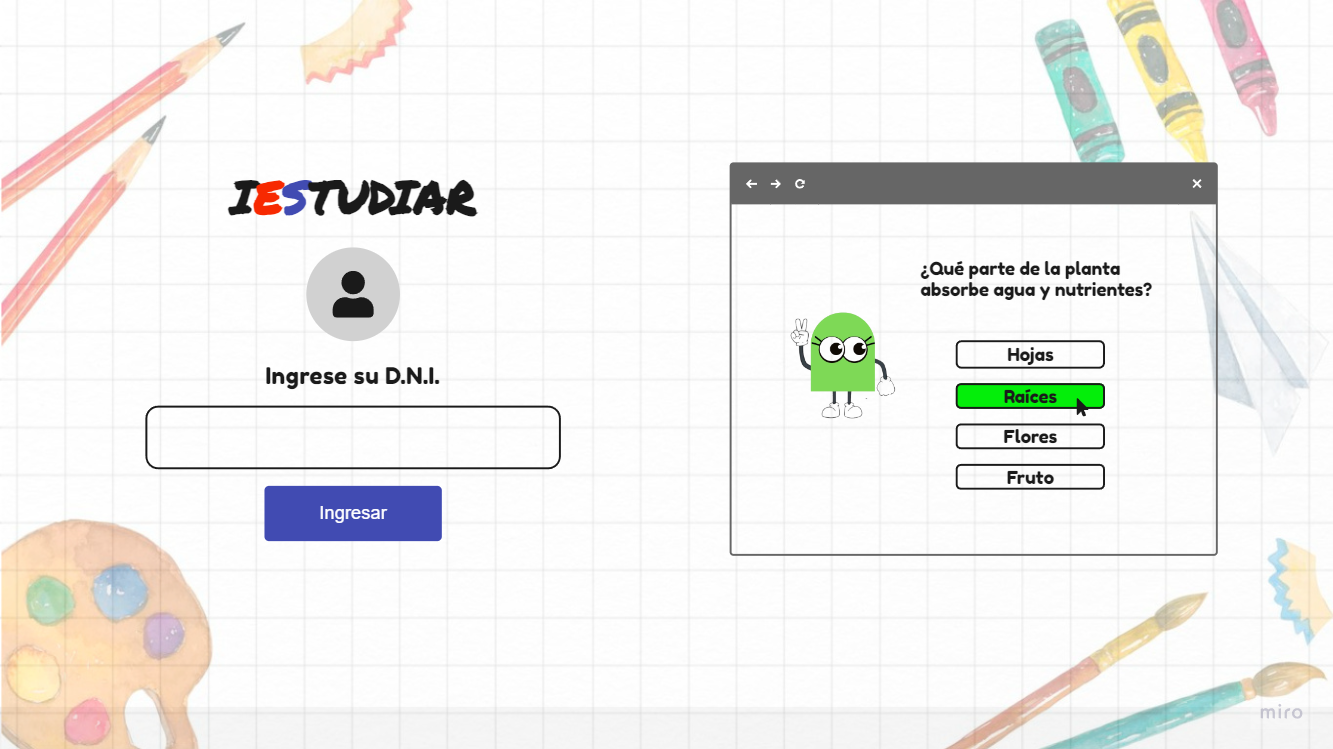 IESTUDIAR
Ingrese su D.N.I.
Ingresar
¿Qué parte de la planta
absorbe agua y nutrientes?
Hojas
Raíces
Flores
Fruto
miro